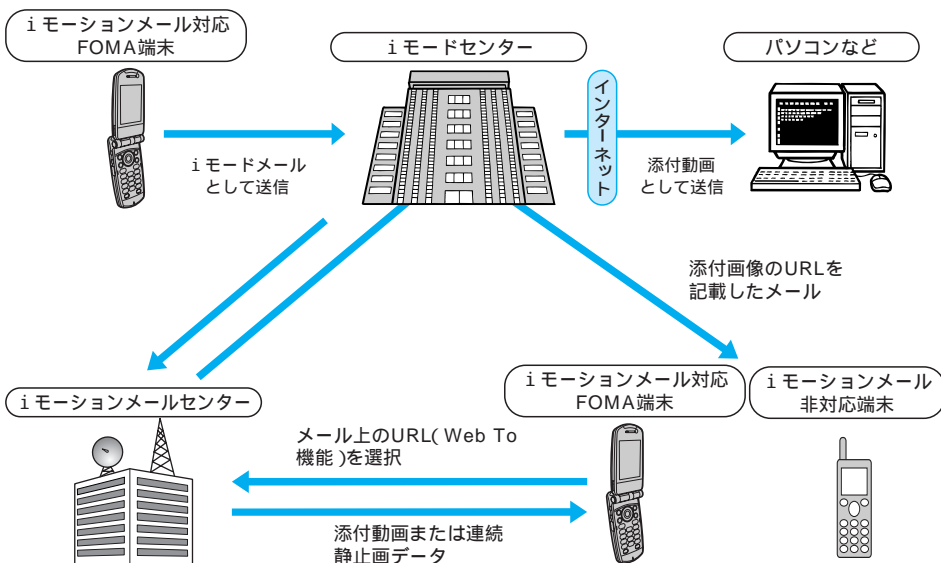 iモーションメール対応
FOMA端末
iモードセンター
パソコンなど
インターネット
iモードメール
として送信
添付動画
として送信
添付画像のURLを
記載したメール
iモーションメールセンター
iモーションメール対応
FOMA端末
iモーションメール
非対応端末
メール上のURL(Web To
機能)を選択
添付動画または連続
静止画データ